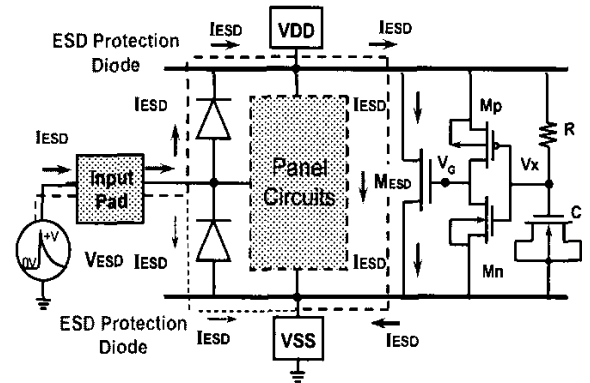 IESD
VDD
IESD
ESD Protection
Diode
IESD
IESD
Mp
R
IESD
Panel
Circuits
VG
Vx
MESD
Input
Pad
C
+V
0V
VESD
IESD
IESD
Mn
ESD Protection
Diode
IESD
VSS
IESD